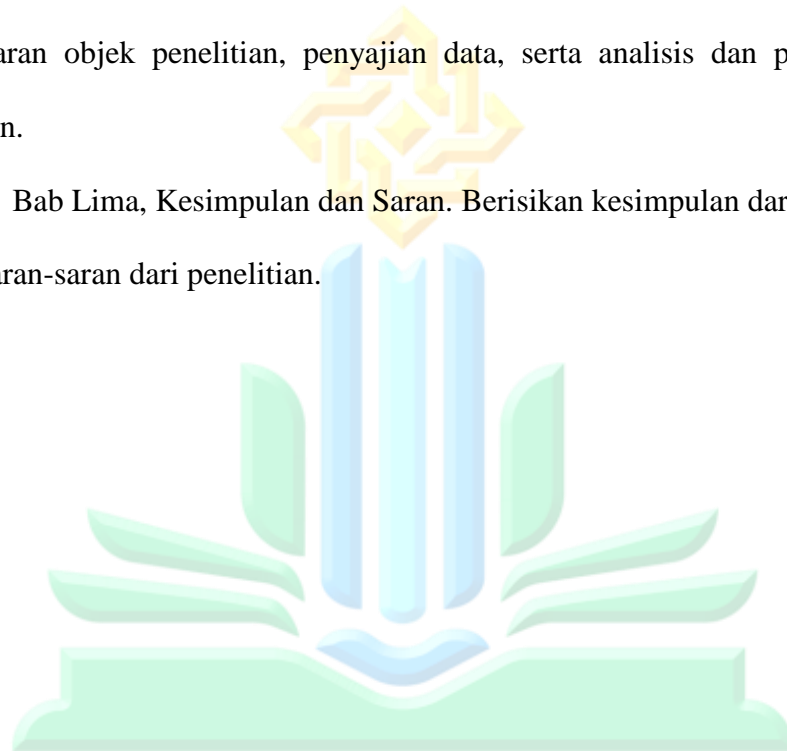 aran objek penelitian, penyajian data, serta analisis dan p
n.
Bab Lima, Kesimpulan dan Saran. Berisikan kesimpulan dar
aran-saran dari penelitian.